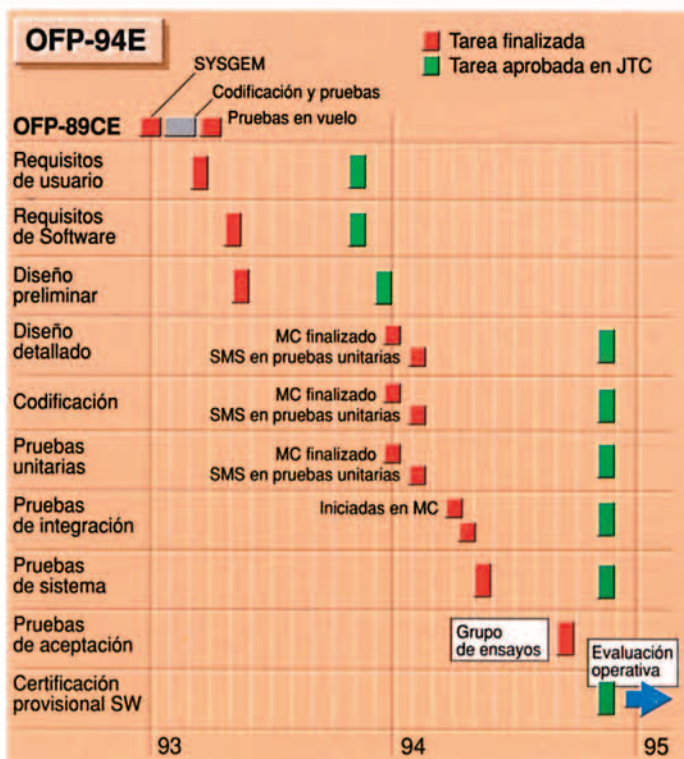 OFP-94E
Tarea finalizada
Tarea aprobada en JTC
SYSGEM
Codificación y pruebas
OFP-89CE
Pruebas en vuelo
Requisitos
de usuario
Requisitos
de Software
Diseño
preliminar
Diseño
detallado
MC finalizado
SMS en pruebas unitarias
Codificación
MC finalizado
SMS en pruebas unitarias
Pruebas
unitarias
MC finalizado
SMS en pruebas unitarias
Pruebas
de integración
Iniciadas en MC
Pruebas
de sistema
Pruebas
de aceptación
Grupo
de ensayos
Evaluación
operativa
Certificación
provisional SW
93 94 95